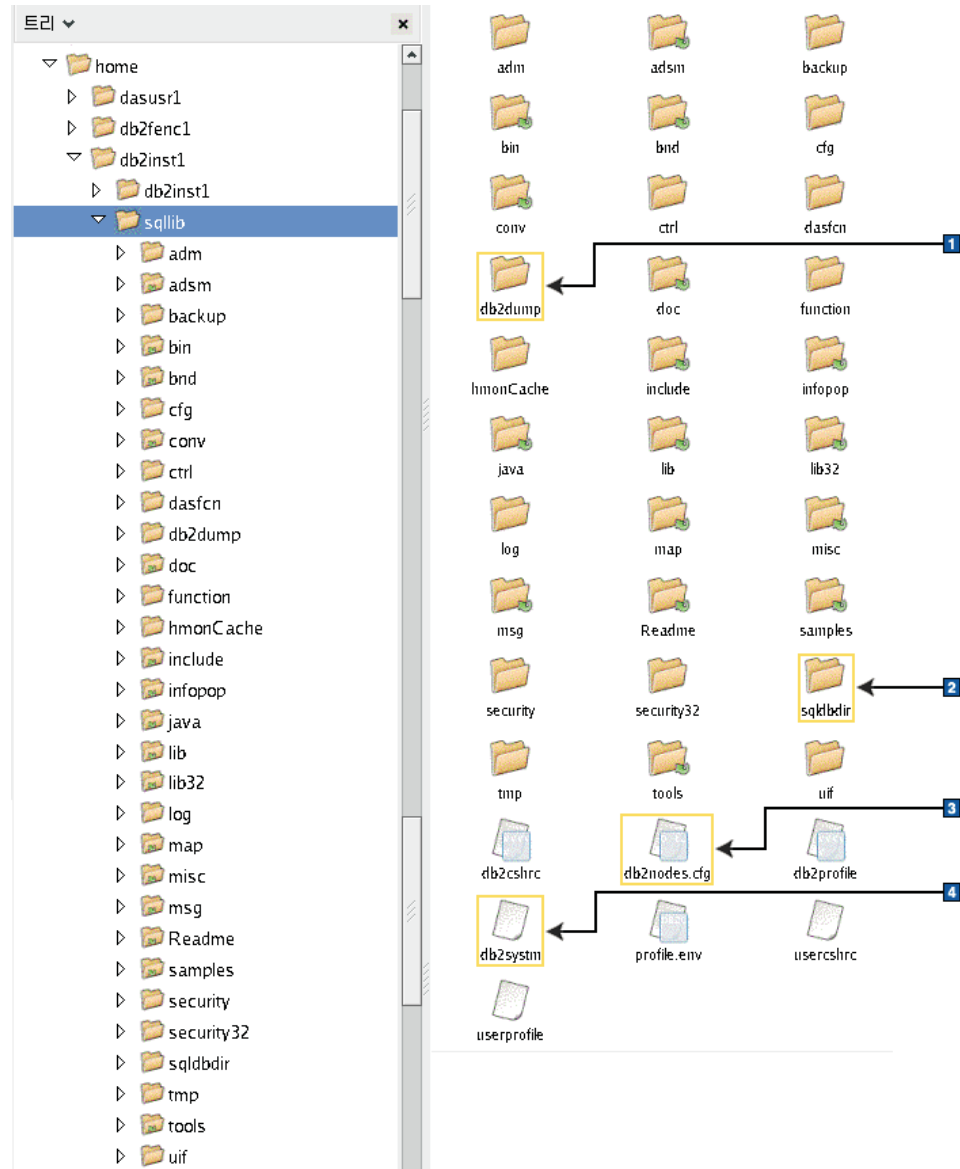 트리
home
dasusr1
db2fenc1
db2inst1
db2inst1
sqllib
adm
adsm
backup
bin
bnd
cfg
conv
ctrl
dasfcn
db2dump
doc
function
hmonCache
include
infopop
java
lib
lib32
log
map
misc
msg
Readme
samples
security
security32
sqldbdir
tmp
tools
uif
adm adsm backup
bin bnd cfg
conv ctrl dasfcn
1
db2dump doc function
hmonCache include infopop
java lib lib32
log map misc
msg Readme samples
2
security security32 sqldbdir
tmp tools uif
3
db2cshrc db2nodes.cfg db2profile
4
db2systm profile.env usercshrc
userprofile